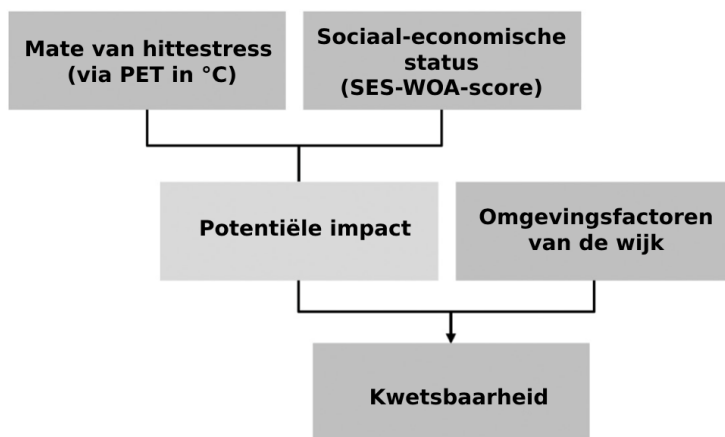 Mate van hittestress
(via PET in °C)
Sociaal-economische
status
(SES-WOA-score)
Potentiële impact
Omgevingsfactoren
van de wijk
Kwetsbaarheid